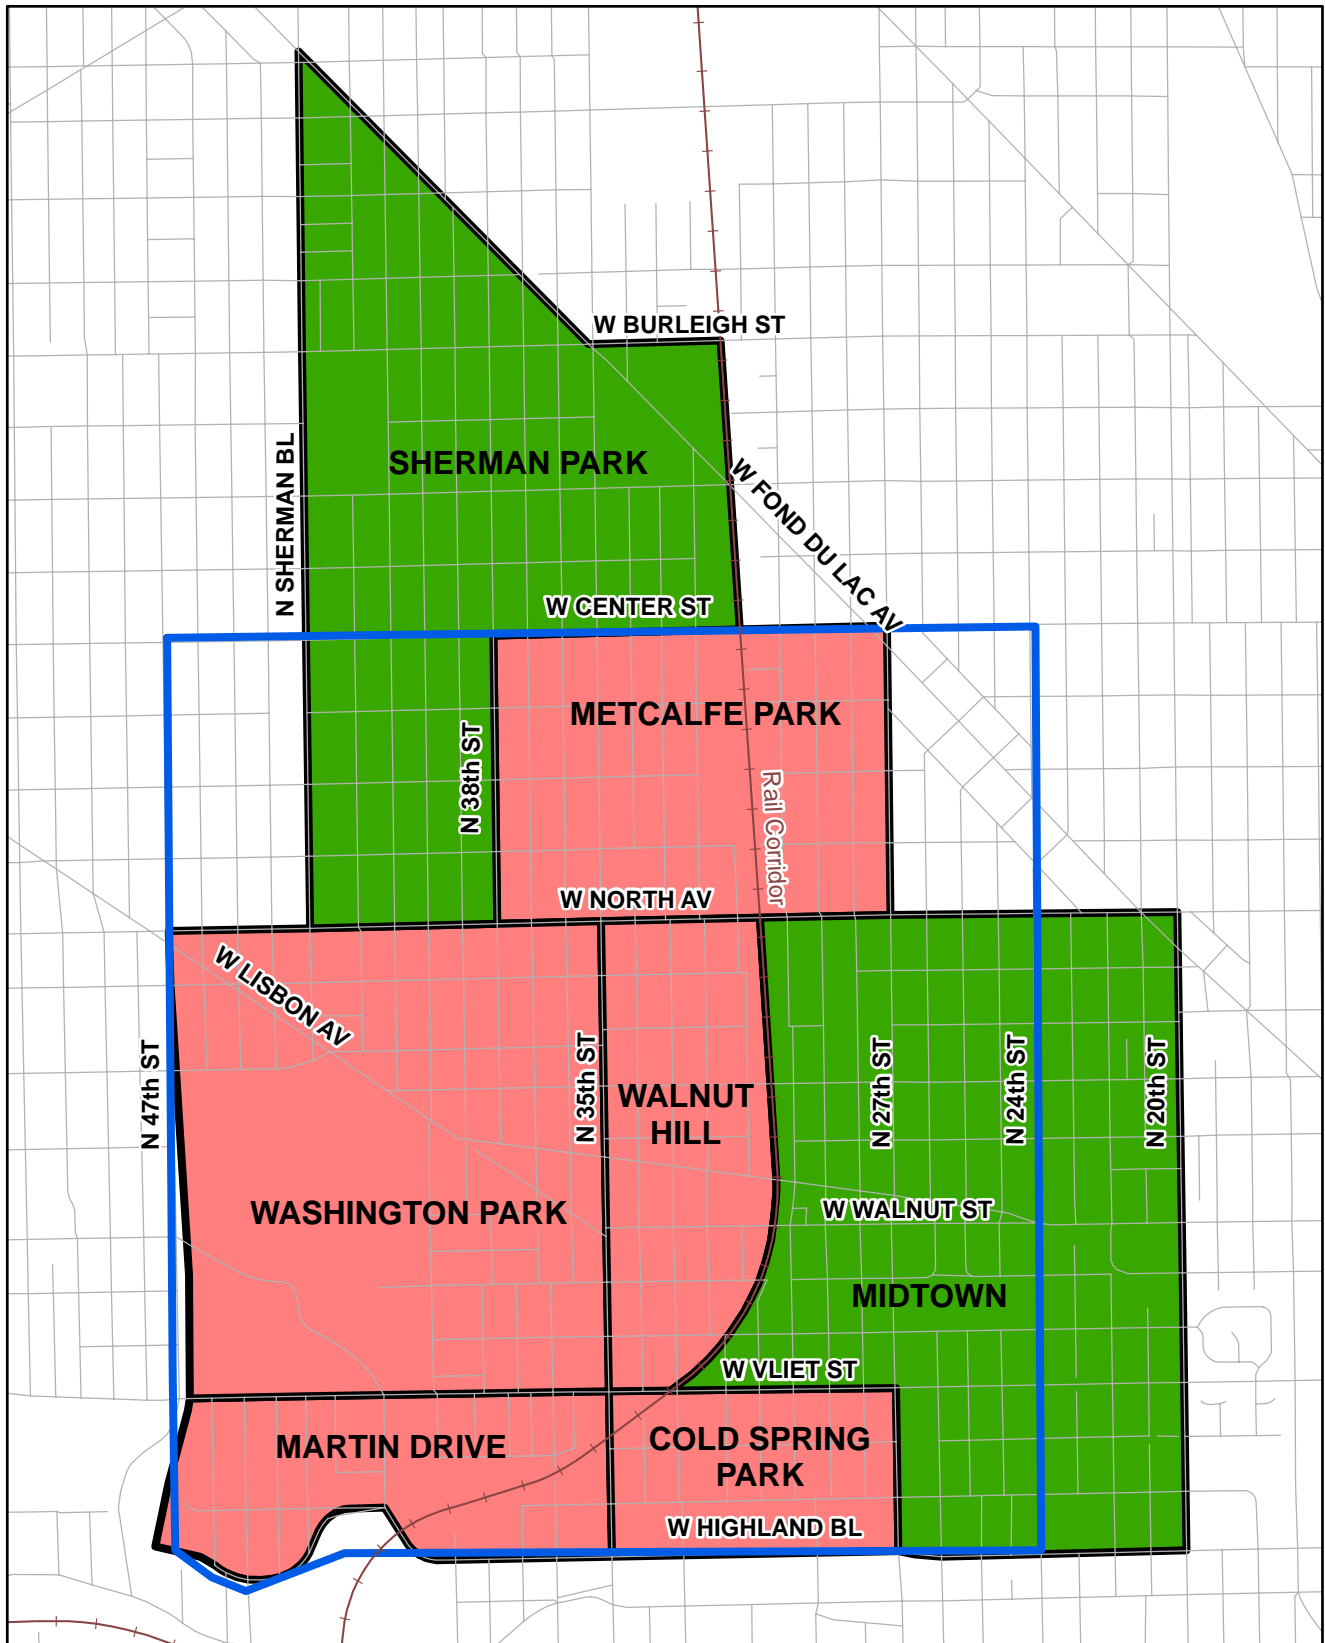 W BURLEIGH ST
SHERMAN PARK
N SHERMAN BL
W FOND DU LAC AV
W CENTER ST
METCALFE PARK
N 38th ST
Rail Corridor
W NORTH AV
W LISBON AV
N 47th ST
N 35th ST
WALNUT
HILL
N 27th ST
N 24th ST
N 20th ST
WASHINGTON PARK
W WALNUT ST
MIDTOWN
W VLIET ST
MARTIN DRIVE
COLD SPRING
PARK
W HIGHLAND BL